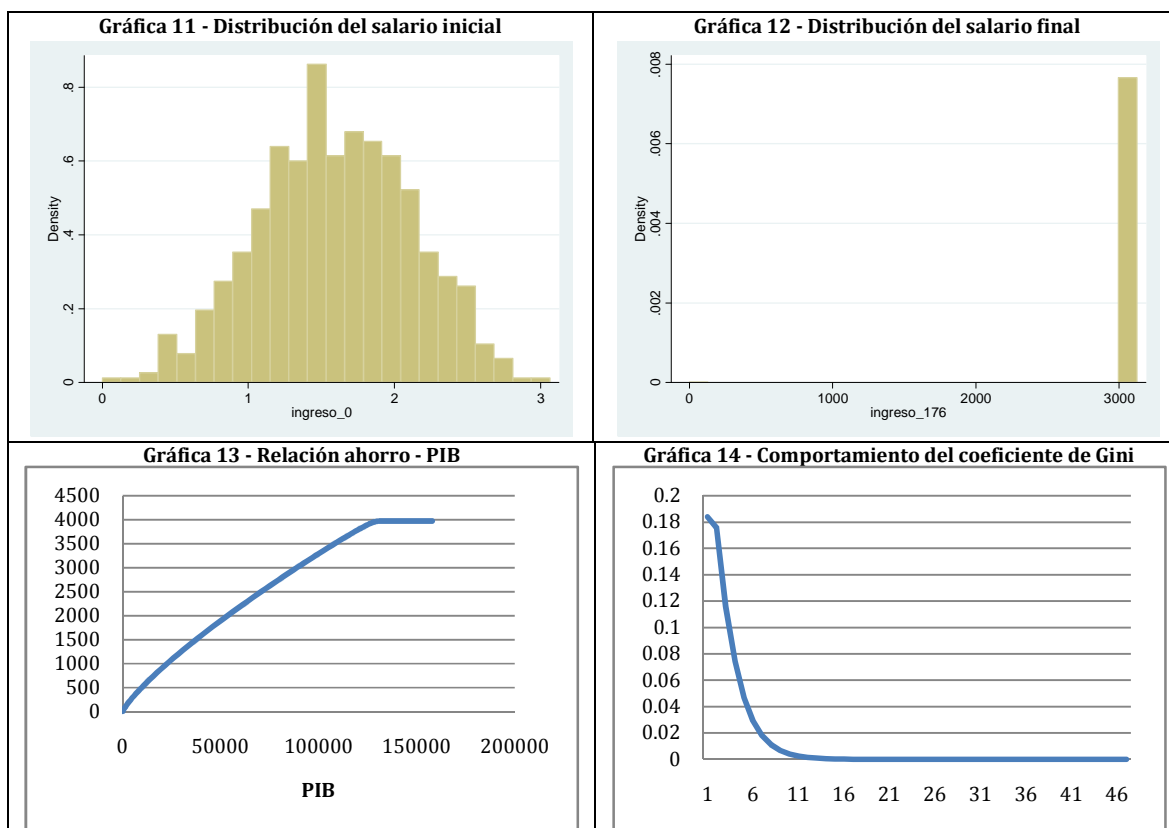 Gráfica 11 - Distribución del salario inicial
0 .2 .4 .6 .8
Density
0 1 2 3
ingreso_0
Gráfica 12 - Distribución del salario final
0 .002 .004 .006 .008
Density
0 1000 2000 3000
ingreso_176
Gráfica 13 - Relación ahorro - PIB
4500
4000
3500
3000
2500
2000
1500
1000
500
0
0 50000 100000 150000 200000
PIB
Gráfica 14 - Comportamiento del coeficiente de Gini
0.2
0.18
0.16
0.14
0.12
0.1
0.08
0.06
0.04
0.02
0
1 6 11 16 21 26 31 36 41 46